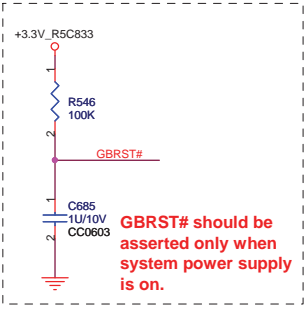 +3.3V_R5C833
1
R546
100K
2
GBRST#
1
C685
1U/10V
CC0603
2
GBRST# should be
asserted only when
system power supply
is on.